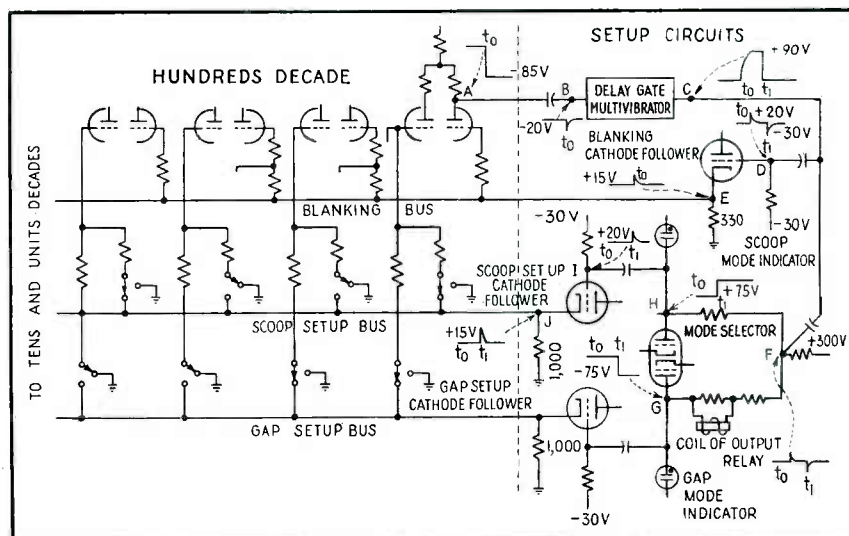 HUNDREDS DECADE
SETUP CIRCUITS
TO TENS AND UNITS DECADES
t₀
-85V
A
B
-20V
t₀
DELAY GATE
MULTIVIBRATOR
C
+90V
t₀ t₁
BLANKING
CATHODE FOLLOWER
t₀ +20V
-30V
t₁
D
+15V t₀
E
330
-30V
SCOOP
MODE INDICATOR
BLANKING BUS
-30V
+20V
t₀ t₁
SCOOP SET UP I
CATHODE
FOLLOWER
t₀
+75V
t₁
H
MODE SELECTOR
J
SCOOP SETUP BUS
+15V
t₀ t₁
1,000
t₀ t₁
-75V
+300V
F
G
GAP SETUP
CATHODE FOLLOWER
GAP SETUP BUS
1,000
COIL OF OUTPUT
RELAY
t₀
t₁
-30V
GAP
MODE
INDICATOR